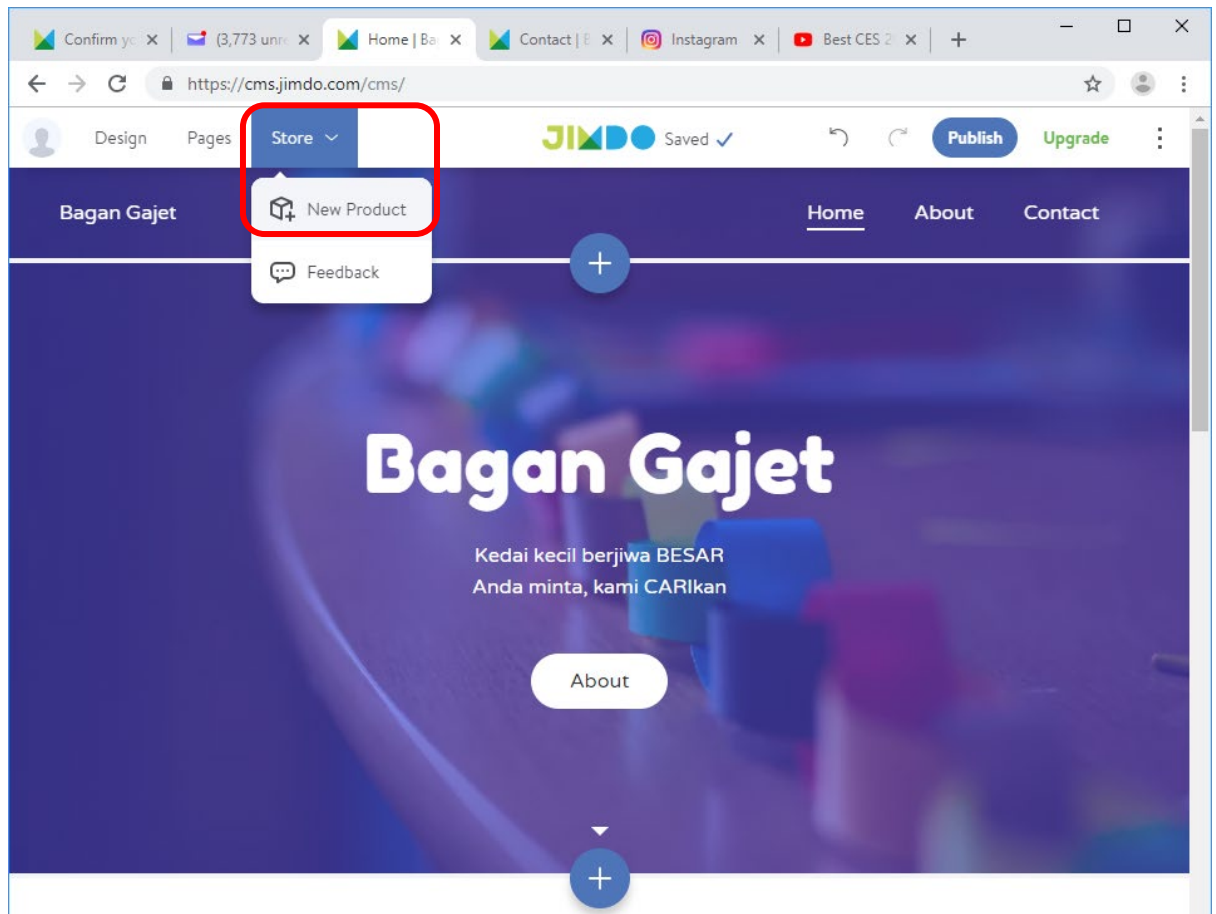 Confirm yo
(3,773 unre
Home | Ba
Contact | B
Instagram
Best CES 2
https://cms.jimdo.com/cms/
Design Pages Store JIMDO Saved Publish Upgrade
New Product
Feedback
Bagan Gajet Home About Contact
Bagan Gajet
Kedai kecil berjiwa BESAR
Anda minta, kami CARIkan
About